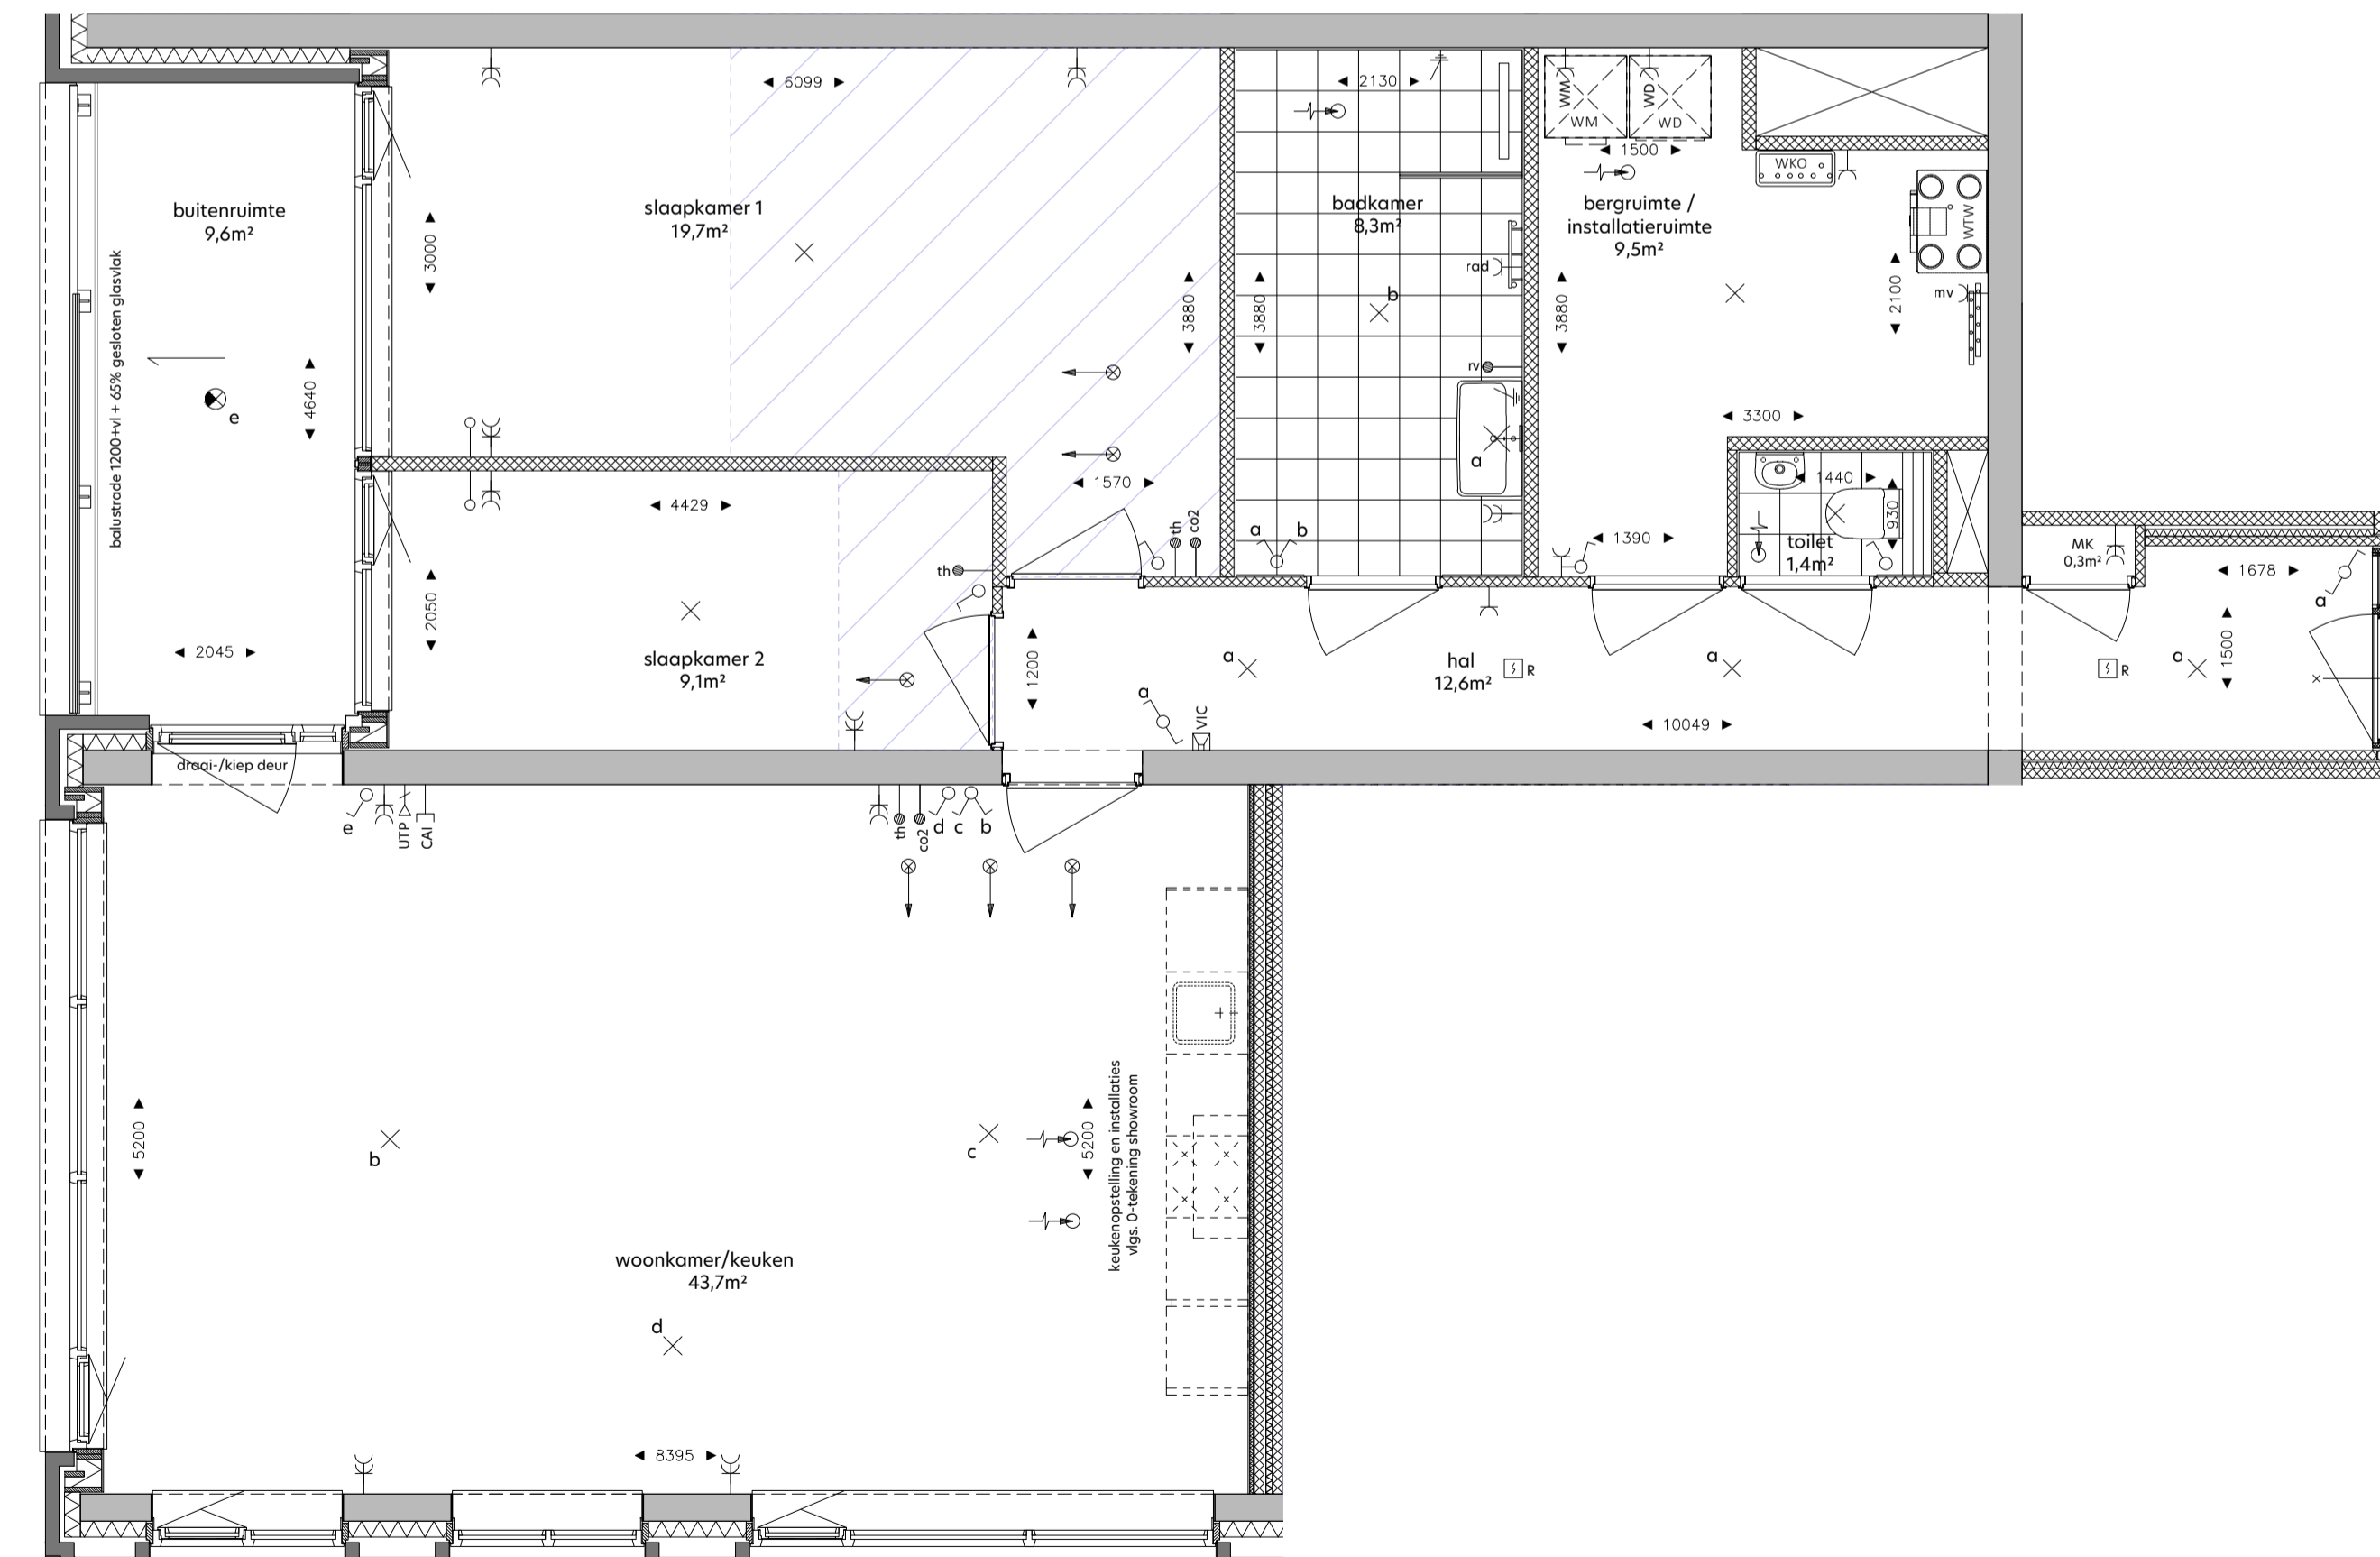 6099
2130
WM
WD
WM
WD
1500
WKO
WTW
buitenruimte
9,6m²
slaapkamer 1
19,7m²
badkamer
8,3m²
bergruimte /
installatieruimte
9,5m²
3000
rad
b
mv
2100
3880
3880
3880
balustrade 1200+vl + 65% gesloten glasvlak
4640
e
rv
3300
a
1570
1440
930
4429
th
co2
a
b
1390
toilet
1,4m²
MK
0,3m²
1678
a
th
2050
2045
slaapkamer 2
9,1m²
1200
a
hal
12,6m²
R
a
R
a
1500
a
VIC
10049
draai-/kiep deur
e
UTP
CAI
th
co2
d
c
b
5200
b
c
5200
keukenopstelling en installaties
vlgs. 0-tekening showroom
woonkamer/keuken
43,7m²
d
8395